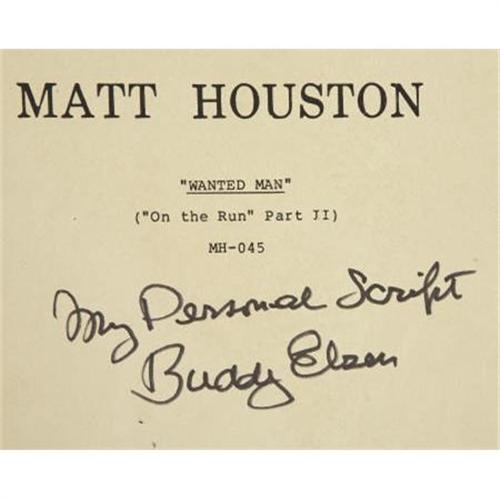 MATT HOUSTON
"WANTED MAN"
("On the Run" Part II)
MH-045
My Personal Script
Buddy Ebsen